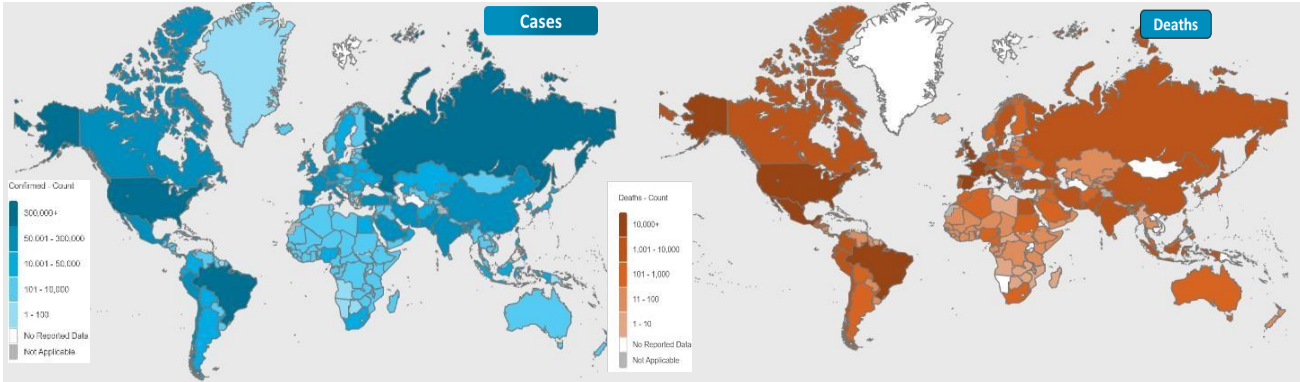 Cases
Confirmed - Count
300,000+
50.001 - 300,000
10.001 - 50,000
101 - 10,000
1 - 100
No Reported Data
Not Applicable
Deaths
Deaths - Count
10,000+
1,001 - 10,000
101 - 1,000
11 - 100
1 - 10
No Reported Data
Not Applicable